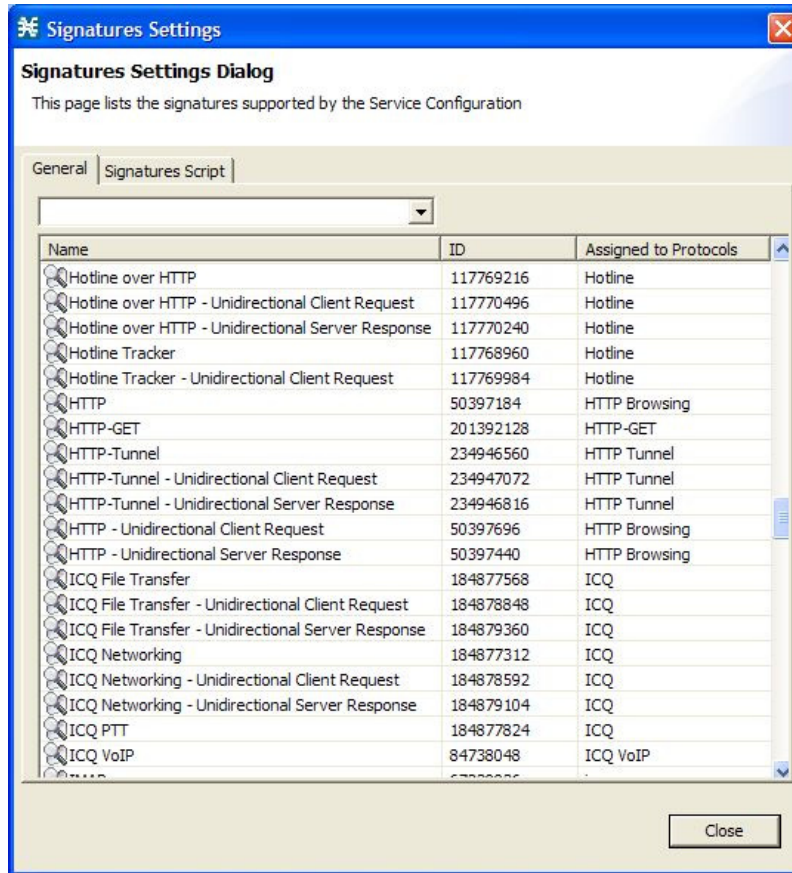 Signatures Settings
Signatures Settings Dialog
This page lists the signatures supported by the Service Configuration
General Signatures Script
Name ID Assigned to Protocols
Hotline over HTTP 117769216 Hotline
Hotline over HTTP - Unidirectional Client Request 117770496 Hotline
Hotline over HTTP - Unidirectional Server Response 117770240 Hotline
Hotline Tracker 117768960 Hotline
Hotline Tracker - Unidirectional Client Request 117769984 Hotline
HTTP 50397184 HTTP Browsing
HTTP-GET 201392128 HTTP-GET
HTTP-Tunnel 234946560 HTTP Tunnel
HTTP-Tunnel - Unidirectional Client Request 234947072 HTTP Tunnel
HTTP-Tunnel - Unidirectional Server Response 234946816 HTTP Tunnel
HTTP - Unidirectional Client Request 50397696 HTTP Browsing
HTTP - Unidirectional Server Response 50397440 HTTP Browsing
ICQ File Transfer 184877568 ICQ
ICQ File Transfer - Unidirectional Client Request 184878848 ICQ
ICQ File Transfer - Unidirectional Server Response 184879360 ICQ
ICQ Networking 184877312 ICQ
ICQ Networking - Unidirectional Client Request 184878592 ICQ
ICQ Networking - Unidirectional Server Response 184879104 ICQ
ICQ PTT 184877824 ICQ
ICQ VoIP 84738048 ICQ VoIP
Close